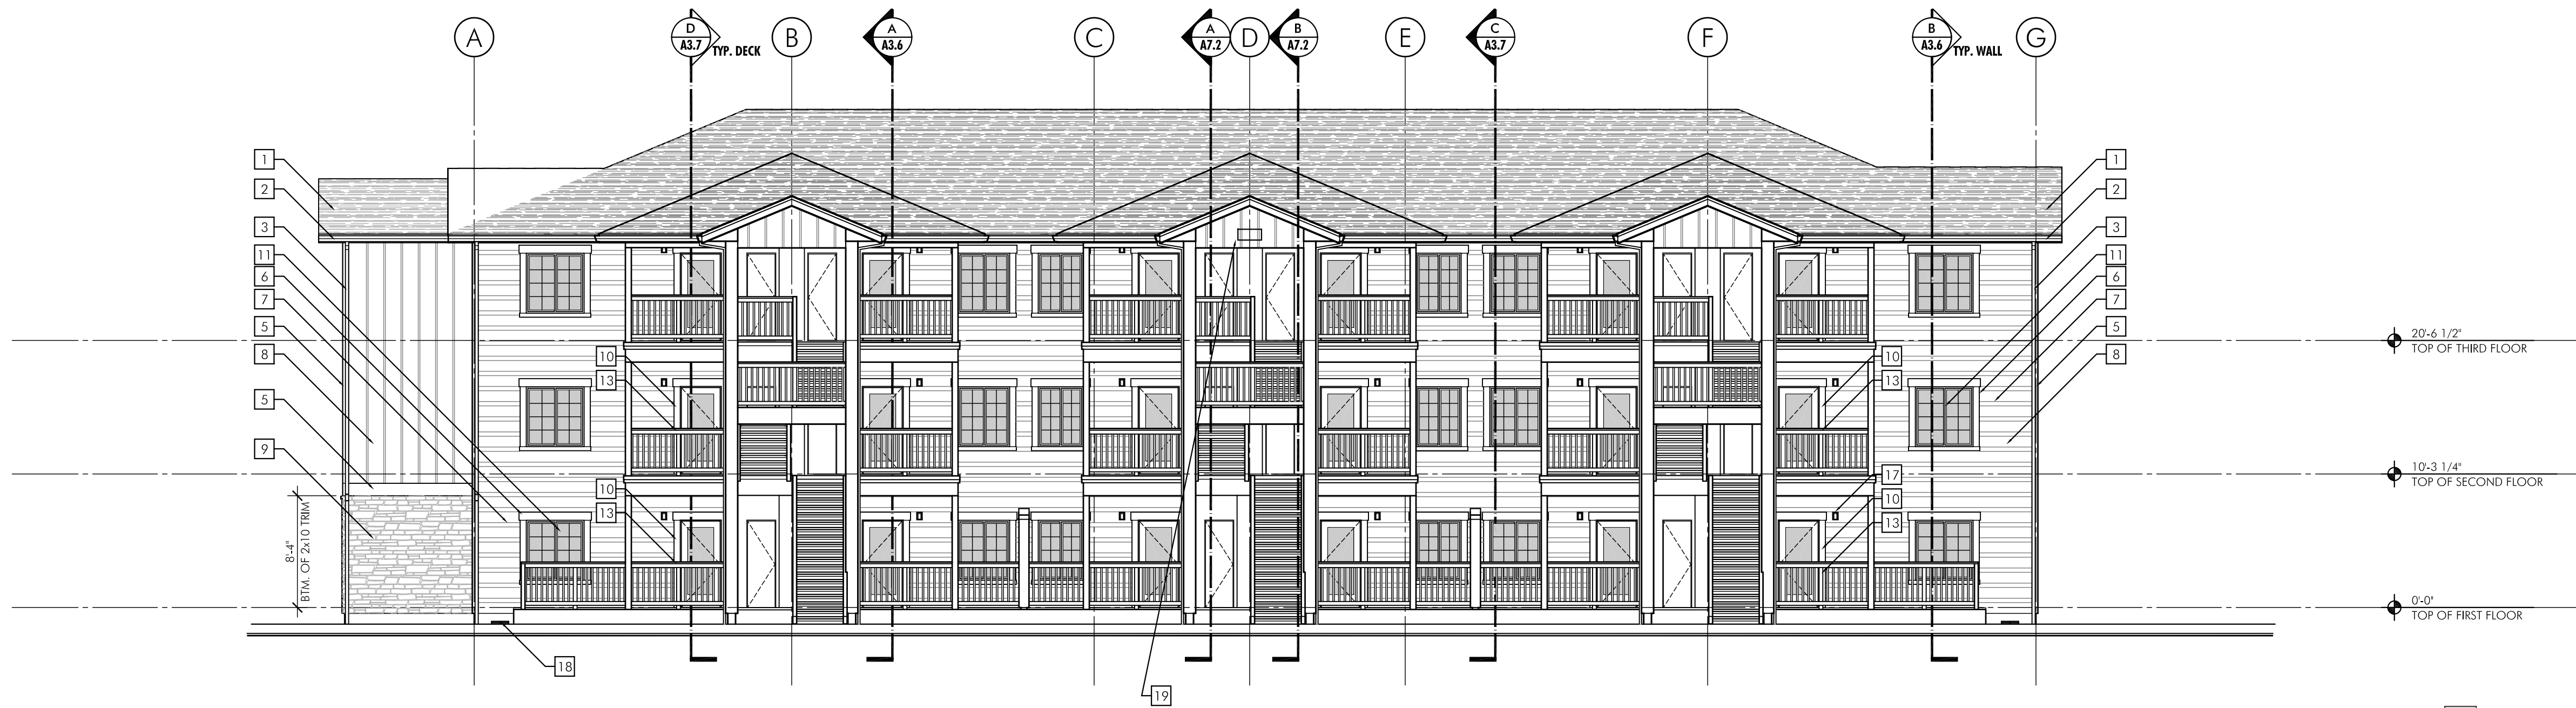 A
D
A3.7
TYP. DECK
B
A
A3.6
C
A
A7.2
D
B
A7.2
E
C
A3.7
F
B
A3.6
TYP. WALL
G
1
2
3
11
6
7
5
8
5
9
8'-4"
BTM. OF 2x10 TRIM
10
13
10
13
18
19
1
2
3
11
6
7
5
8
10
13
17
10
13
20'-6 1/2"
TOP OF THIRD FLOOR
10'-3 1/4"
TOP OF SECOND FLOOR
0'-0"
TOP OF FIRST FLOOR